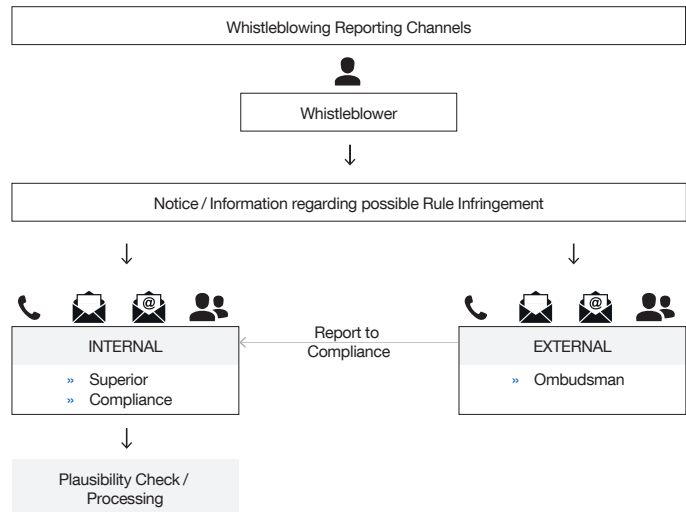 Whistleblowing Reporting Channels
Whistleblower
Notice / Information regarding possible Rule Infringement
@
@
INTERNAL
» Superior
» Compliance
Report to
Compliance
EXTERNAL
» Ombudsman
Plausibility Check /
Processing